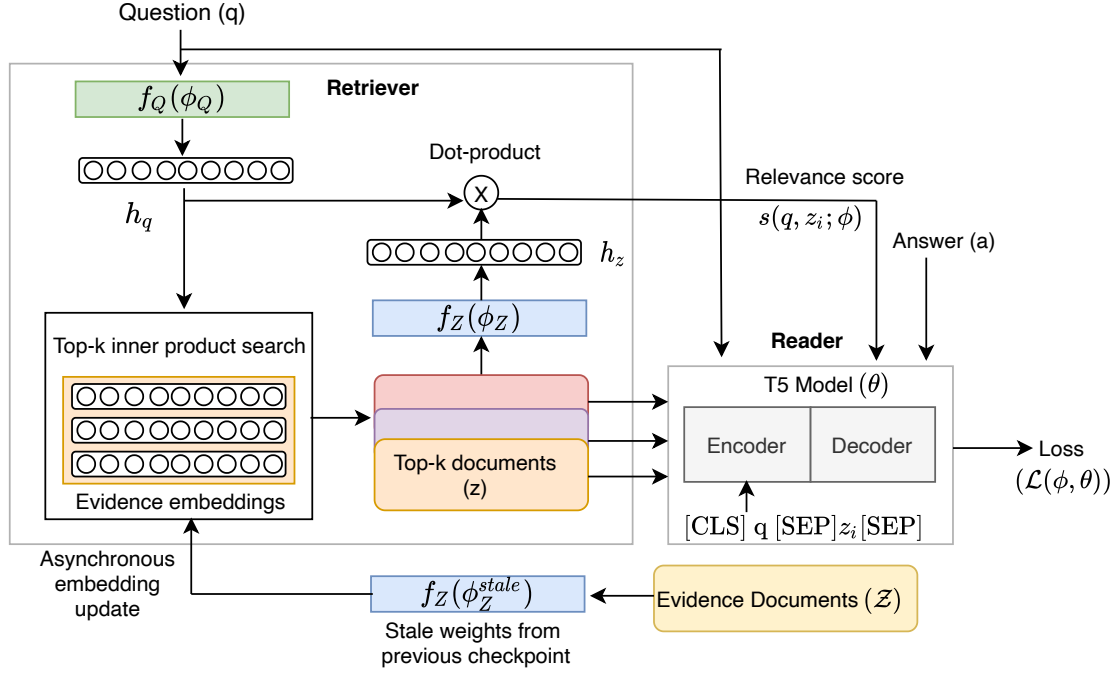 Question (q)
Retriever
f_Q(ϕ_Q)
Dot-product
X
h_q
Relevance score
s(q, z_i; ϕ)
h_z
Answer (a)
f_Z(ϕ_Z)
Top-k inner product search
Evidence embeddings
Top-k documents
(z)
Reader
T5 Model (θ)
Encoder
Decoder
[CLS] q [SEP]z_i[SEP]
Loss
(ℒ(ϕ, θ))
Asynchronous
embedding
update
f_Z(ϕ_Z^{stale})
Stale weights from
previous checkpoint
Evidence Documents (𝒵)